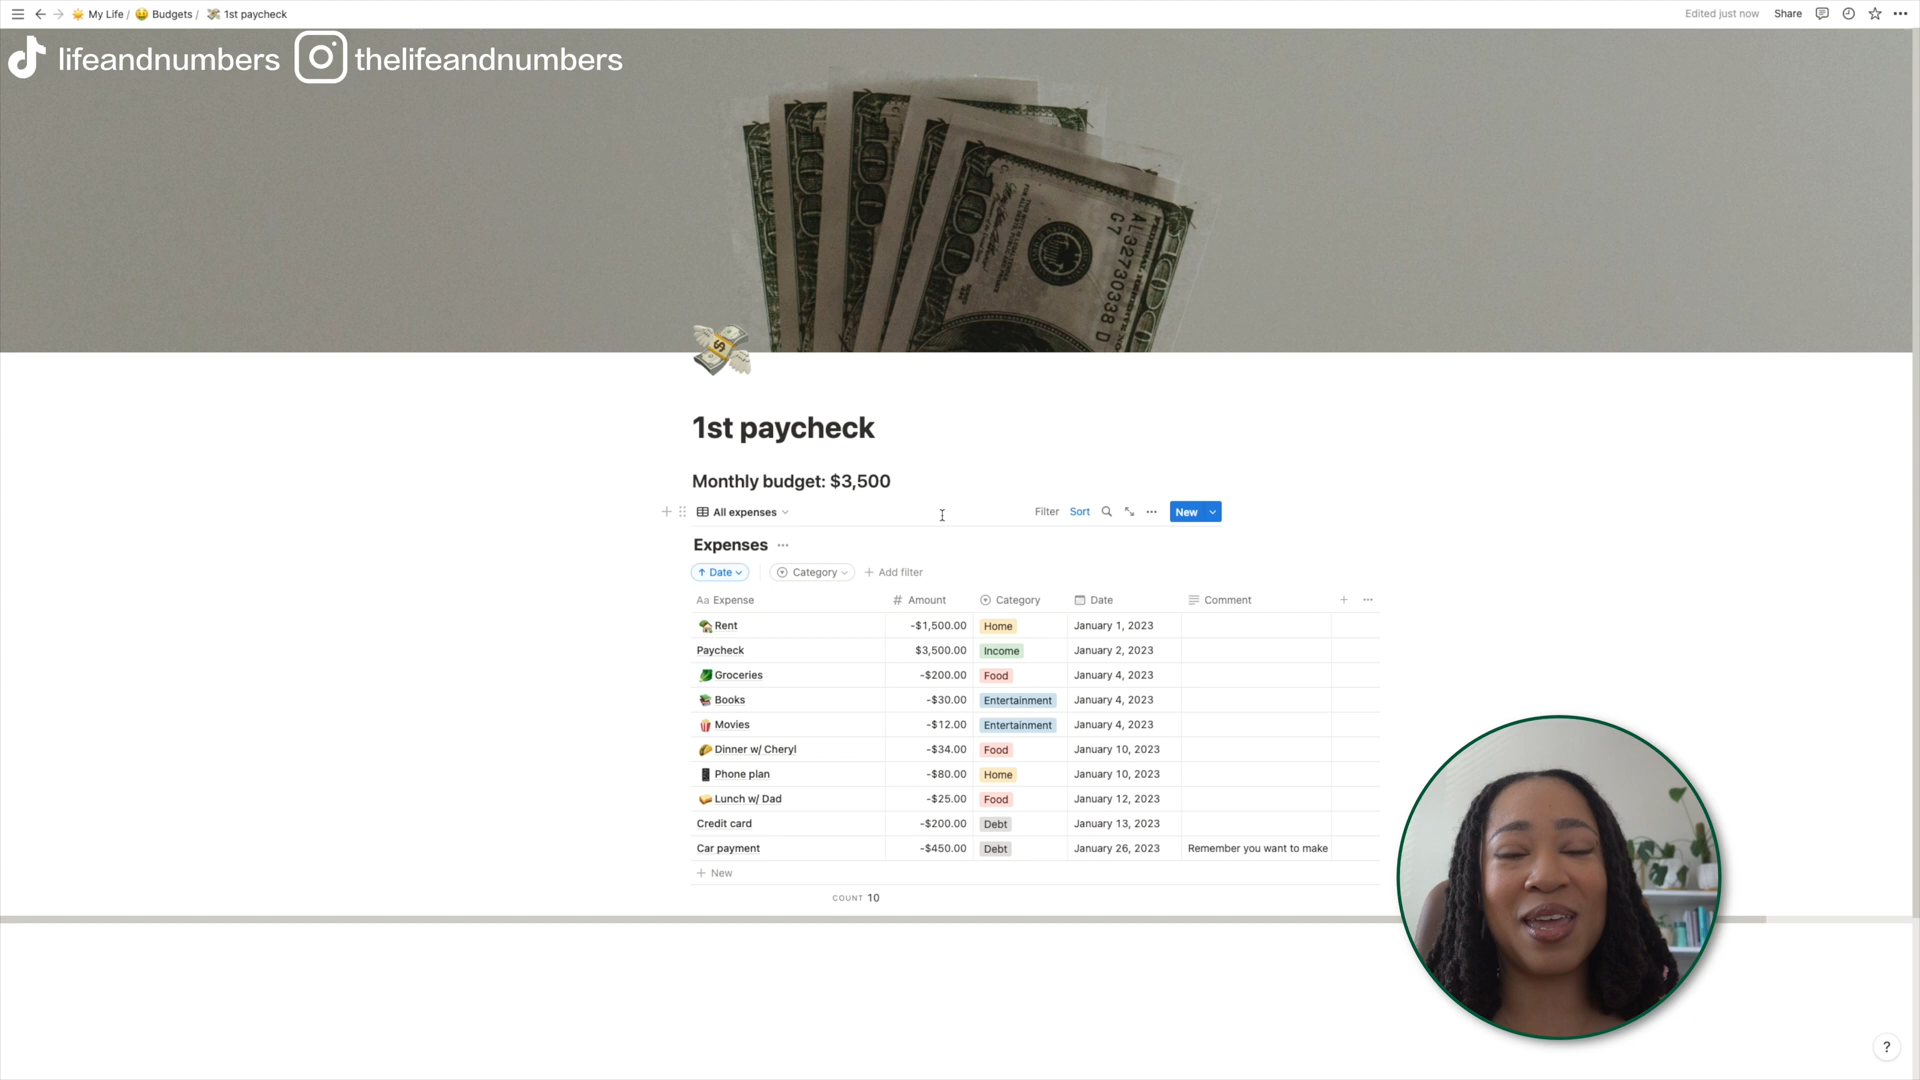 My Life / Budgets / 1st paycheck
Edited just now Share
lifeandnumbers thelifeandnumbers
100 100
AL32730338 D
G7
1st paycheck
Monthly budget: $3,500
All expenses Filter Sort New
Expenses
Date Category Add filter
Aa Expense # Amount Category Date Comment
Rent -$1,500.00 Home January 1, 2023
Paycheck $3,500.00 Income January 2, 2023
Groceries -$200.00 Food January 4, 2023
Books -$30.00 Entertainment January 4, 2023
Movies -$12.00 Entertainment January 4, 2023
Dinner w/ Cheryl -$34.00 Food January 10, 2023
Phone plan -$80.00 Home January 10, 2023
Lunch w/ Dad -$25.00 Food January 12, 2023
Credit card -$200.00 Debt January 13, 2023
Car payment -$450.00 Debt January 26, 2023 Remember you want to make
+ New
COUNT 10
?